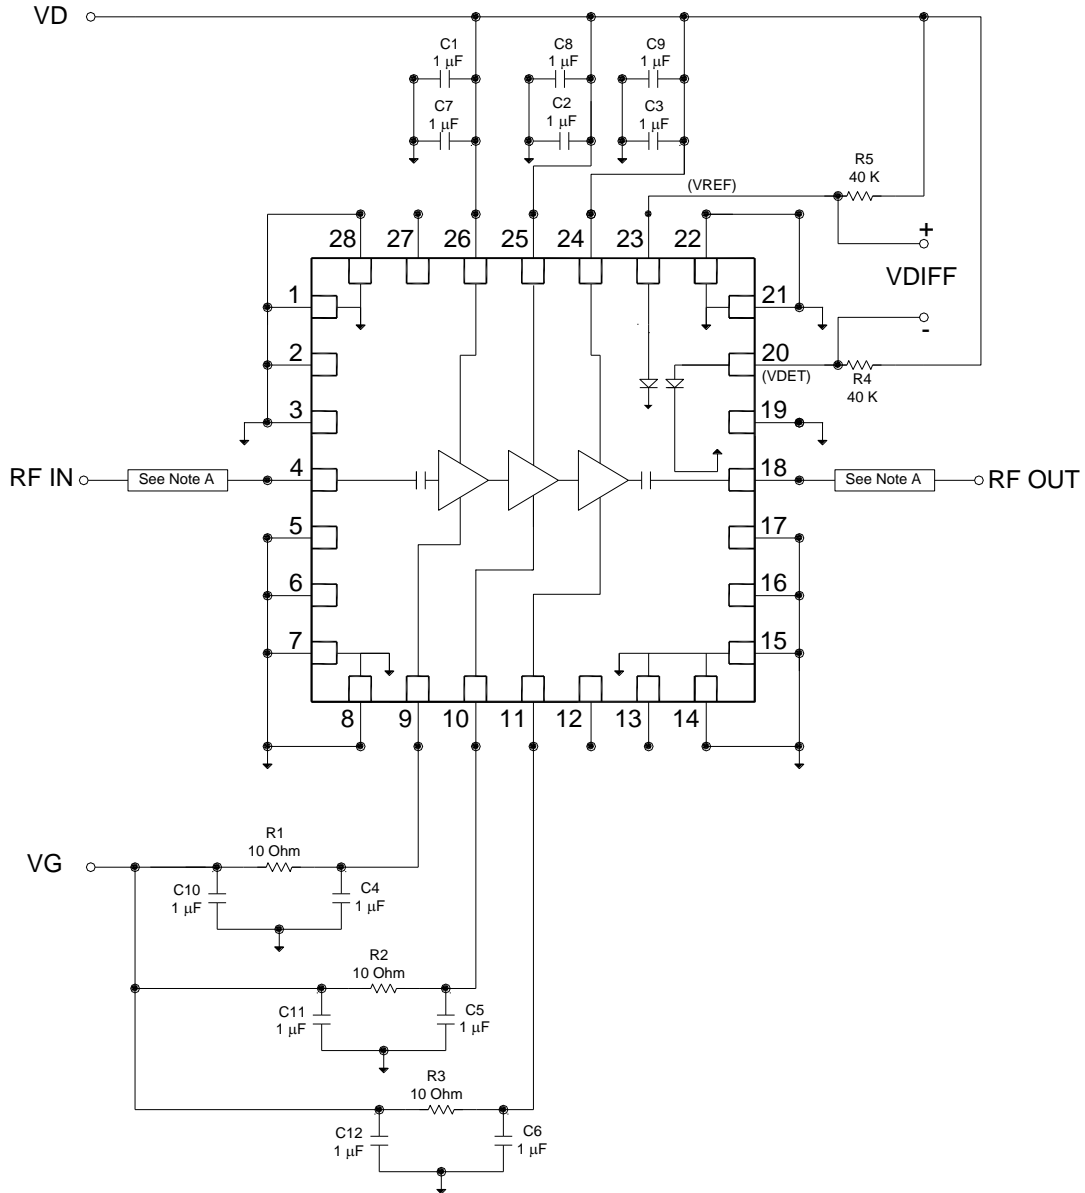 VD
C1
1 µF
C8
1 µF
C9
1 µF
C7
1 µF
C2
1 µF
C3
1 µF
R5
40 K
(VREF)
+
VDIFF
-
28
27
26
25
24
23
22
1
21
2
20
(VDET)
R4
40 K
3
19
RF IN
See Note A
4
18
See Note A
RF OUT
5
17
6
16
7
15
8
9
10
11
12
13
14
VG
R1
10 Ohm
C10
1 µF
C4
1 µF
R2
10 Ohm
C11
1 µF
C5
1 µF
R3
10 Ohm
C12
1 µF
C6
1 µF